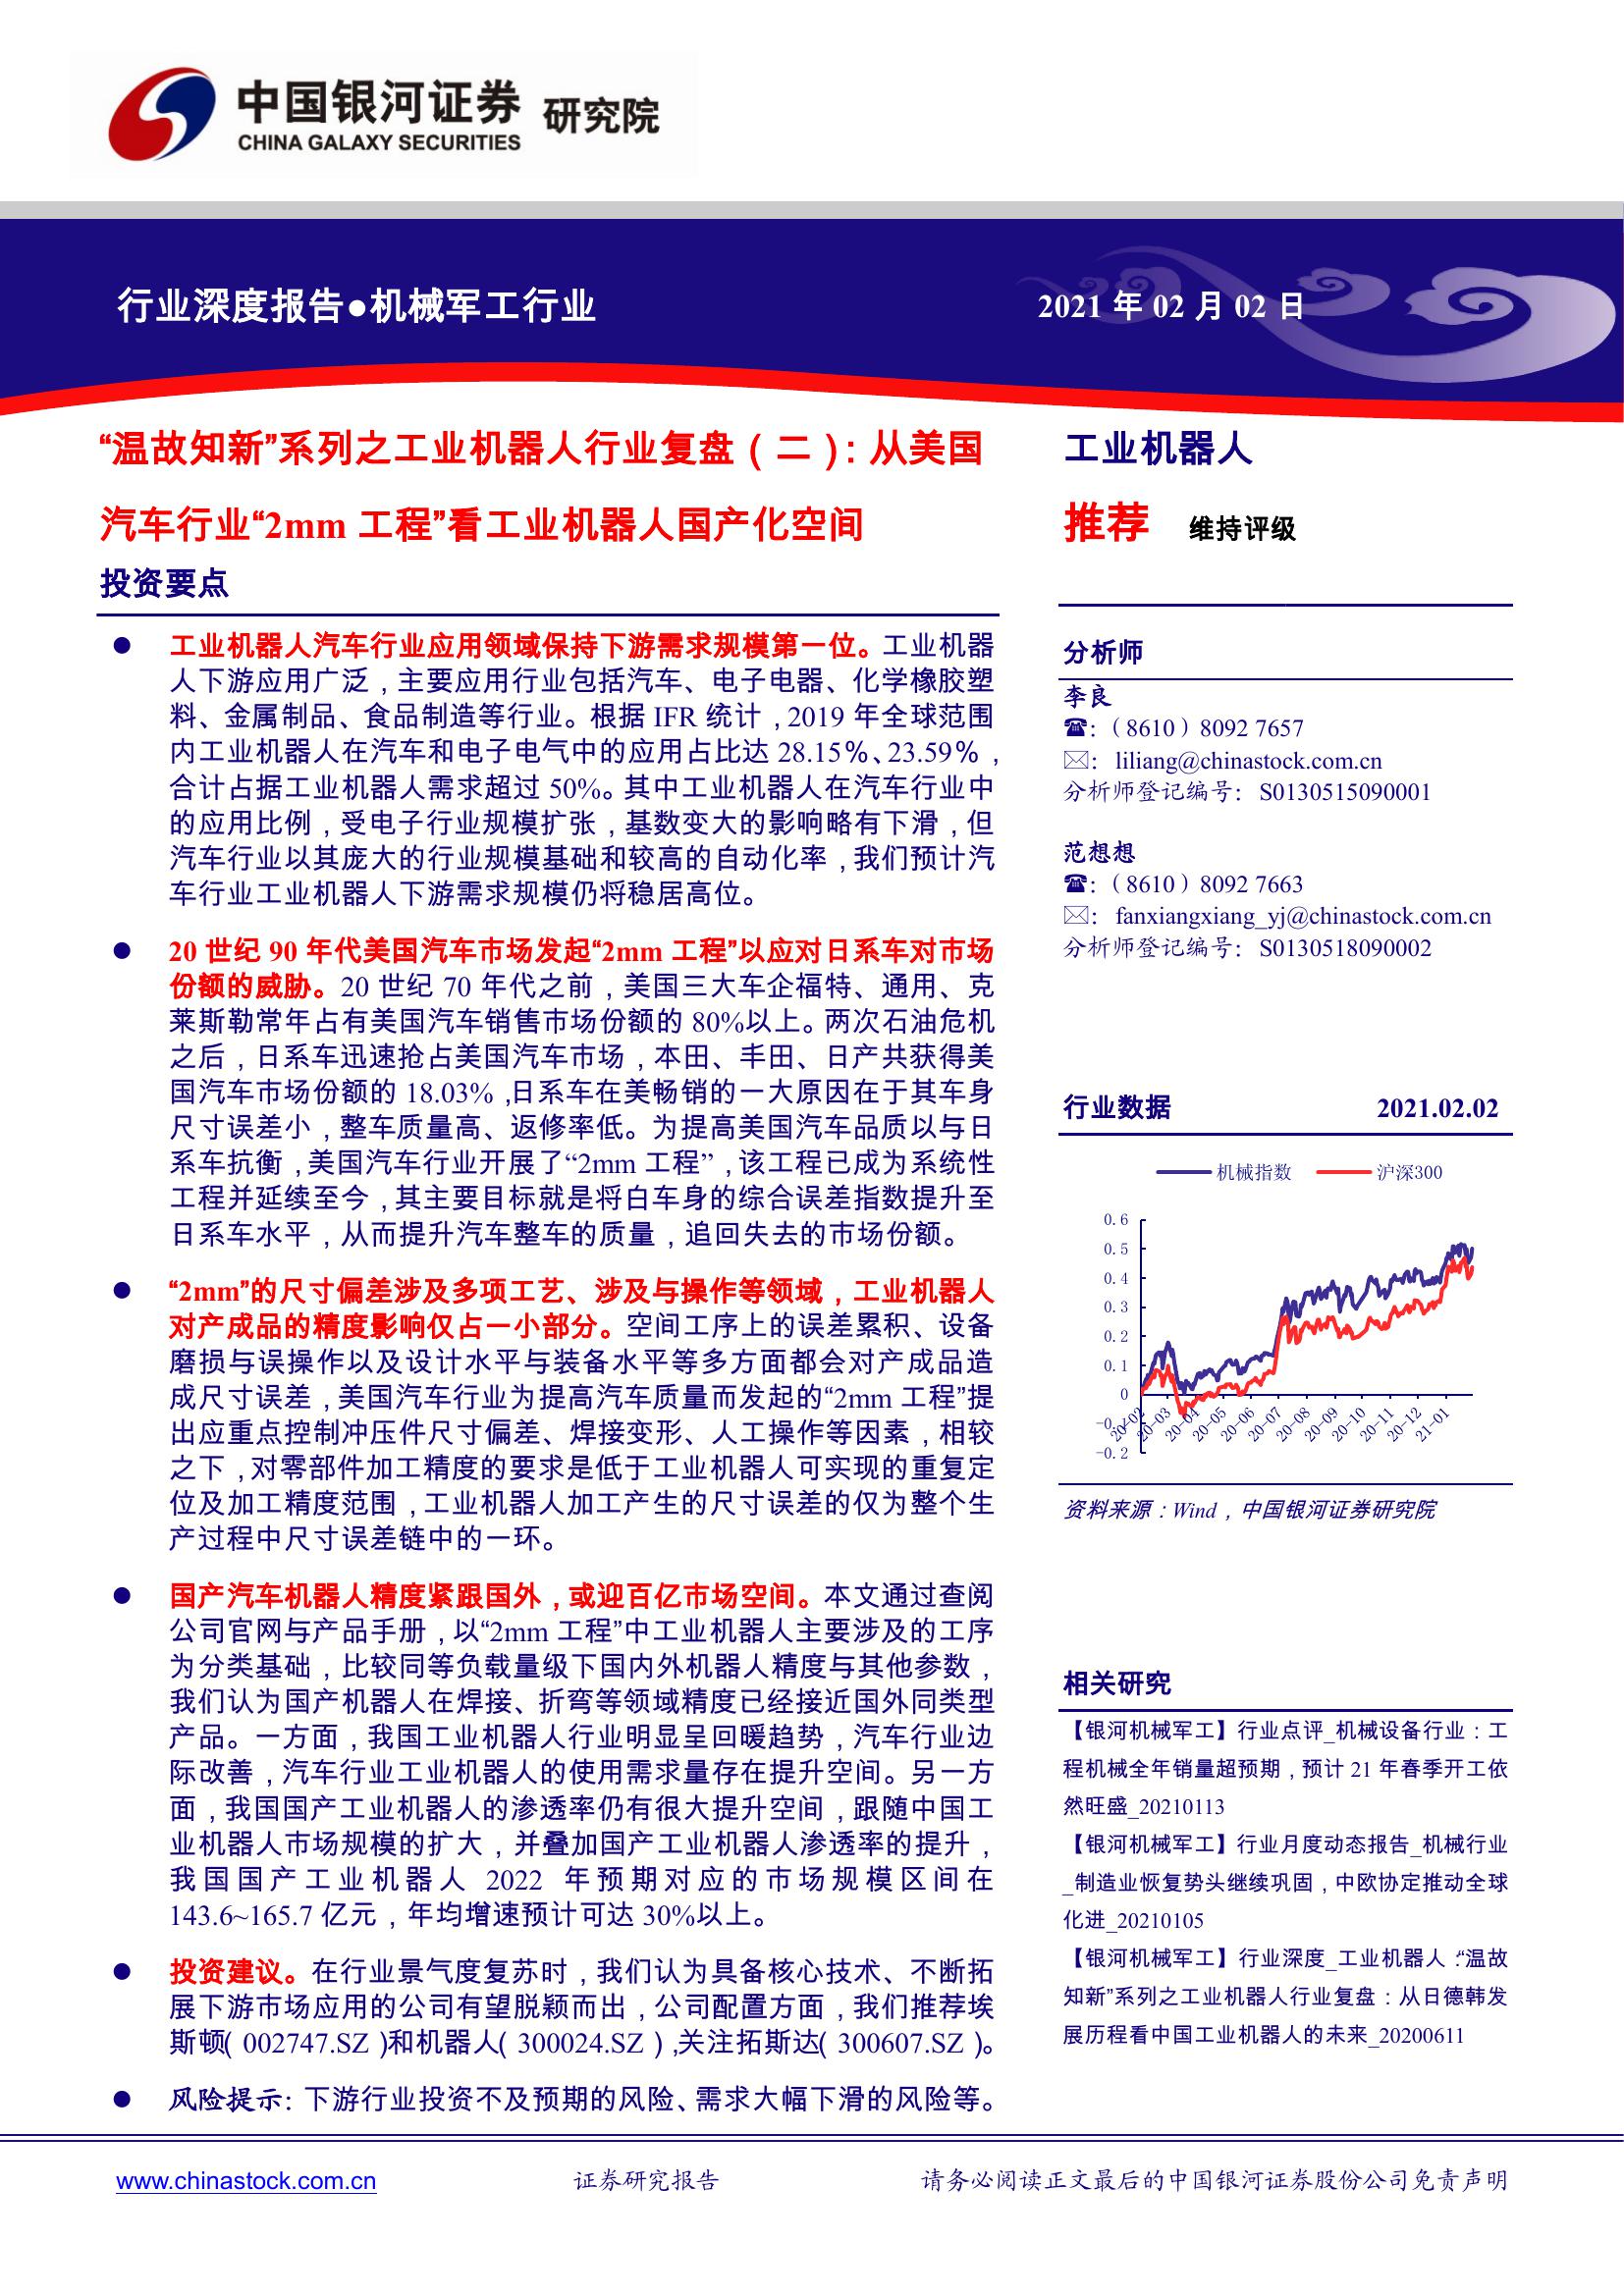 中国银河证券 研究院
CHINA GALAXY SECURITIES
行业深度报告●机械军工行业
2021 年 02 月 02 日
“温故知新”系列之工业机器人行业复盘（二）：从美国
汽车行业“2mm 工程”看工业机器人国产化空间
投资要点
● 工业机器人汽车行业应用领域保持下游需求规模第一位。工业机器
人下游应用广泛，主要应用行业包括汽车、电子电器、化学橡胶塑
料、金属制品、食品制造等行业。根据 IFR 统计，2019 年全球范围
内工业机器人在汽车和电子电气中的应用占比达 28.15%、23.59%，
合计占据工业机器人需求超过 50%。其中工业机器人在汽车行业中
的应用比例，受电子行业规模扩张，基数变大的影响略有下滑，但
汽车行业以其庞大的行业规模基础和较高的自动化率，我们预计汽
车行业工业机器人下游需求规模仍将稳居高位。
● 20 世纪 90 年代美国汽车市场发起“2mm 工程”以应对日系车对市场
份额的威胁。20 世纪 70 年代之前，美国三大车企福特、通用、克
莱斯勒常年占有美国汽车销售市场份额的 80%以上。两次石油危机
之后，日系车迅速抢占美国汽车市场，本田、丰田、日产共获得美
国汽车市场份额的 18.03%，日系车在美畅销的一大原因在于其车身
尺寸误差小，整车质量高、返修率低。为提高美国汽车品质以与日
系车抗衡，美国汽车行业开展了“2mm 工程”，该工程已成为系统性
工程并延续至今，其主要目标就是将白车身的综合误差指数提升至
日系车水平，从而提升汽车整车的质量，追回失去的市场份额。
● “2mm”的尺寸偏差涉及多项工艺、涉及与操作等领域，工业机器人
对产成品的精度影响仅占一小部分。空间工序上的误差累积、设备
磨损与误操作以及设计水平与装备水平等多方面都会对产成品造
成尺寸误差，美国汽车行业为提高汽车质量而发起的“2mm 工程”提
出应重点控制冲压件尺寸偏差、焊接变形、人工操作等因素，相较
之下，对零部件加工精度的要求是低于工业机器人可实现的重复定
位及加工精度范围，工业机器人加工产生的尺寸误差的仅为整个生
产过程中尺寸误差链中的一环。
● 国产汽车机器人精度紧跟国外，或迎百亿市场空间。本文通过查阅
公司官网与产品手册，以“2mm 工程”中工业机器人主要涉及的工序
为分类基础，比较同等负载量级下国内外机器人精度与其他参数，
我们认为国产机器人在焊接、折弯等领域精度已经接近国外同类型
产品。一方面，我国工业机器人行业明显呈回暖趋势，汽车行业边
际改善，汽车行业工业机器人的使用需求量存在提升空间。另一方
面，我国国产工业机器人的渗透率仍有很大提升空间，跟随中国工
业机器人市场规模的扩大，并叠加国产工业机器人渗透率的提升，
我国国产工业机器人 2022 年预期对应的市场规模区间在
143.6~165.7 亿元，年均增速预计可达 30%以上。
● 投资建议。在行业景气度复苏时，我们认为具备核心技术、不断拓
展下游市场应用的公司有望脱颖而出，公司配置方面，我们推荐埃
斯顿（002747.SZ）和机器人（300024.SZ），关注拓斯达（300607.SZ）。
● 风险提示：下游行业投资不及预期的风险、需求大幅下滑的风险等。
工业机器人
推荐 维持评级
分析师
李良
☎：（8610）8092 7657
✉： liliang@chinastock.com.cn
分析师登记编号： S0130515090001
范想想
☎：（8610）8092 7663
✉： fanxiangxiang_yj@chinastock.com.cn
分析师登记编号： S0130518090002
行业数据 2021.02.02
机械指数 沪深300
0.6
0.5
0.4
0.3
0.2
0.1
0
-0.2
20-02 20-03 20-04 20-05 20-06 20-07 20-08 20-09 20-10 20-11 20-12 21-01
资料来源：Wind，中国银河证券研究院
相关研究
【银河机械军工】行业点评_机械设备行业：工
程机械全年销量超预期，预计 21 年春季开工依
然旺盛_20210113
【银河机械军工】行业月度动态报告_机械行业
_制造业恢复势头继续巩固，中欧协定推动全球
化进_20210105
【银河机械军工】行业深度_工业机器人：“温故
知新”系列之工业机器人行业复盘：从日德韩发
展历程看中国工业机器人的未来_20200611
www.chinastock.com.cn 证券研究报告 请务必阅读正文最后的中国银河证券股份公司免责声明